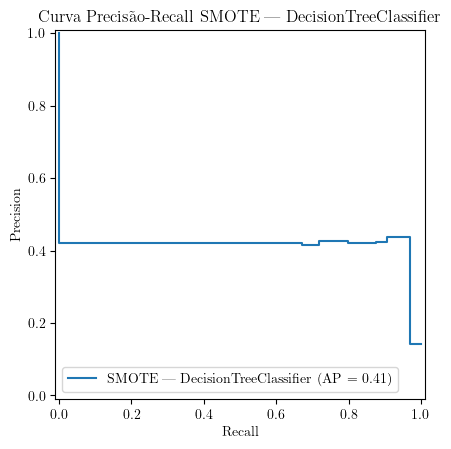 Curva Precisão-Recall SMOTE — DecisionTreeClassifier
1.0
0.8
0.6
0.4
0.2
0.0
Precision
SMOTE — DecisionTreeClassifier (AP = 0.41)
0.0 0.2 0.4 0.6 0.8 1.0
Recall